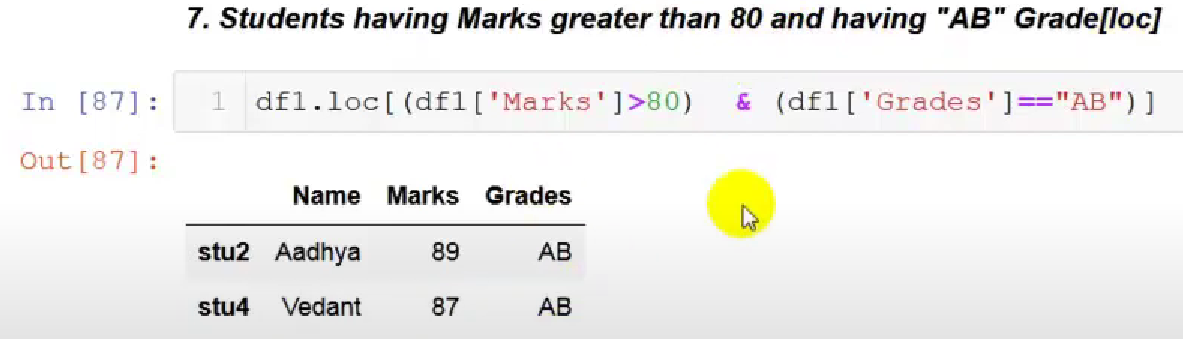 7. Students having Marks greater than 80 and having "AB" Grade[loc]
In [87]: 1 df1.loc[(df1['Marks']>80)  & (df1['Grades']=="AB")]
Out[87]:
Name Marks Grades
stu2 Aadhya 89 AB
stu4 Vedant 87 AB